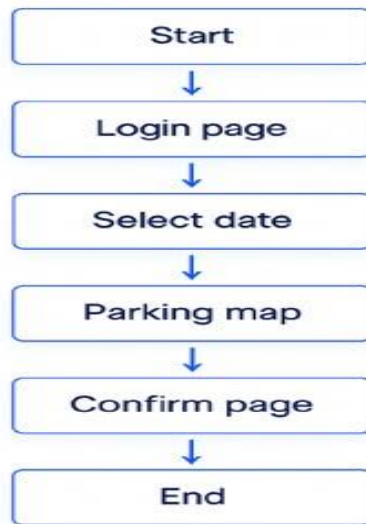 Start
Login page
Select date
Parking map
Confirm page
End